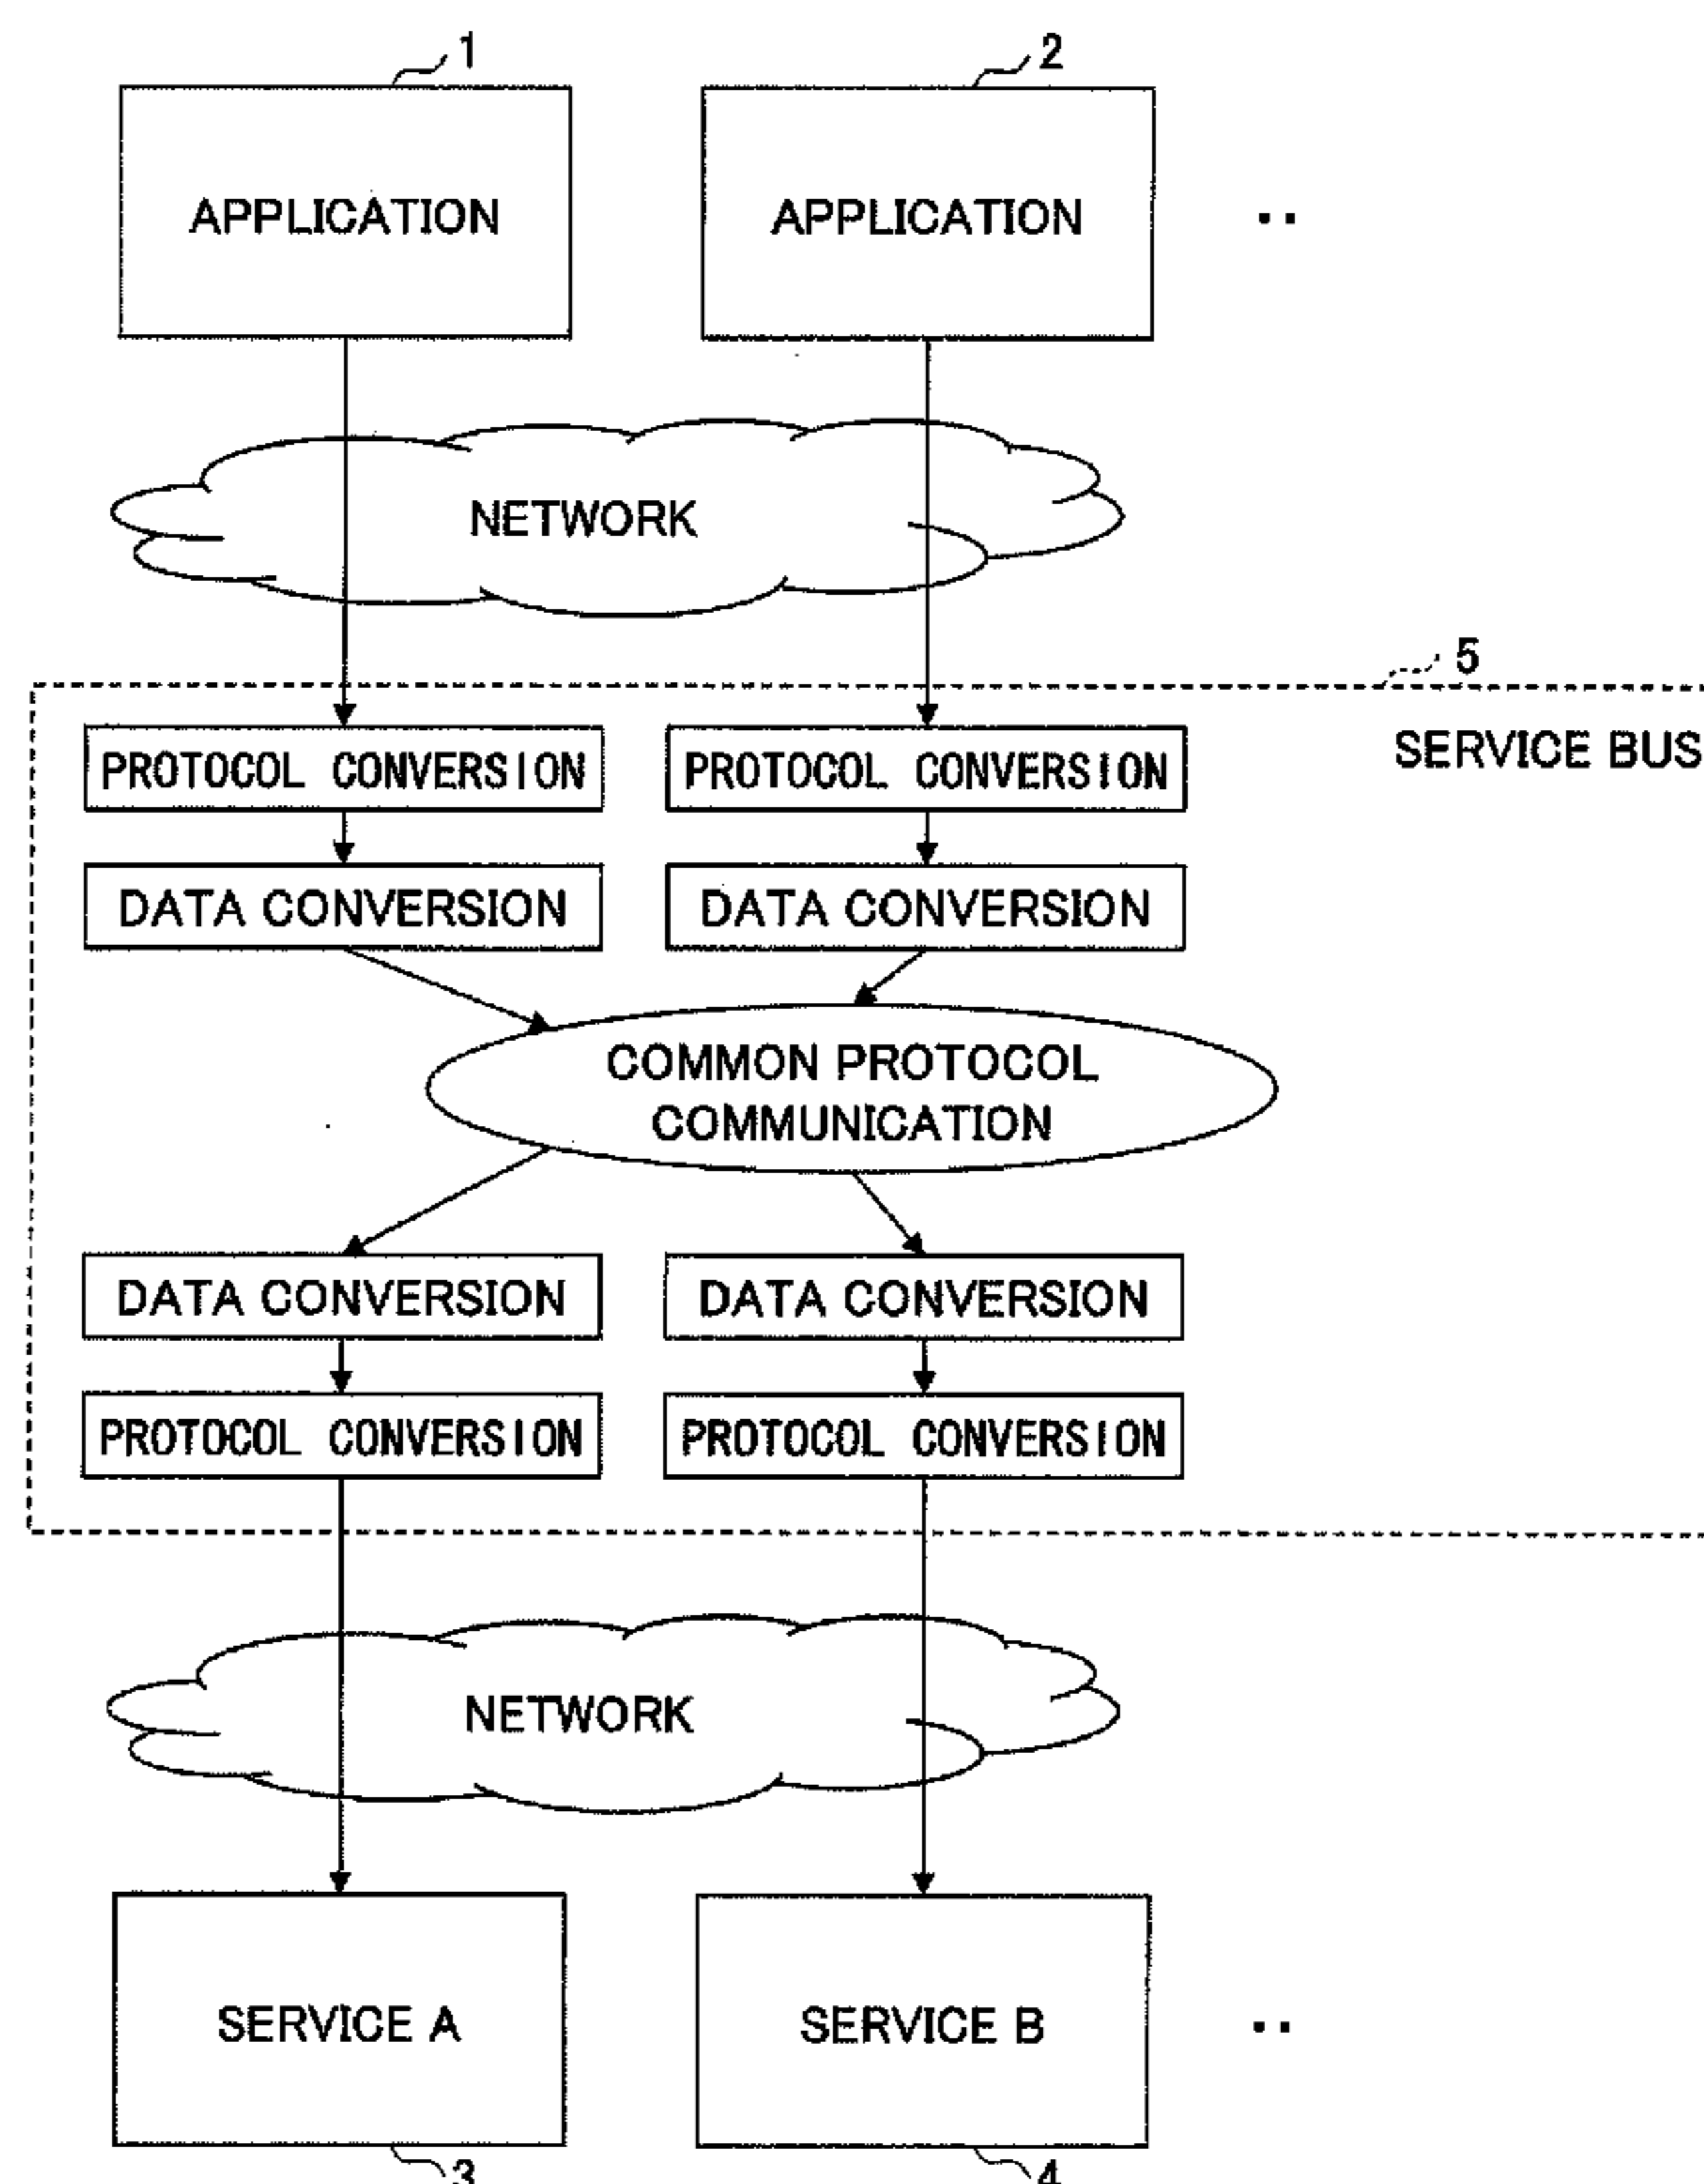 1
2
APPLICATION
APPLICATION
..
NETWORK
5
SERVICE BUS
PROTOCOL CONVERSION
PROTOCOL CONVERSION
DATA CONVERSION
DATA CONVERSION
COMMON PROTOCOL
COMMUNICATION
DATA CONVERSION
DATA CONVERSION
PROTOCOL CONVERSION
PROTOCOL CONVERSION
NETWORK
SERVICE A
SERVICE B
..
3
4